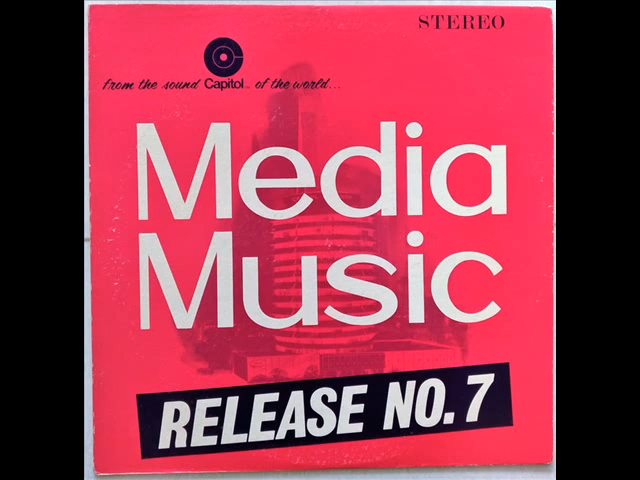 STEREO
from the sound Capitol of the world...
Media
Music
RELEASE NO. 7